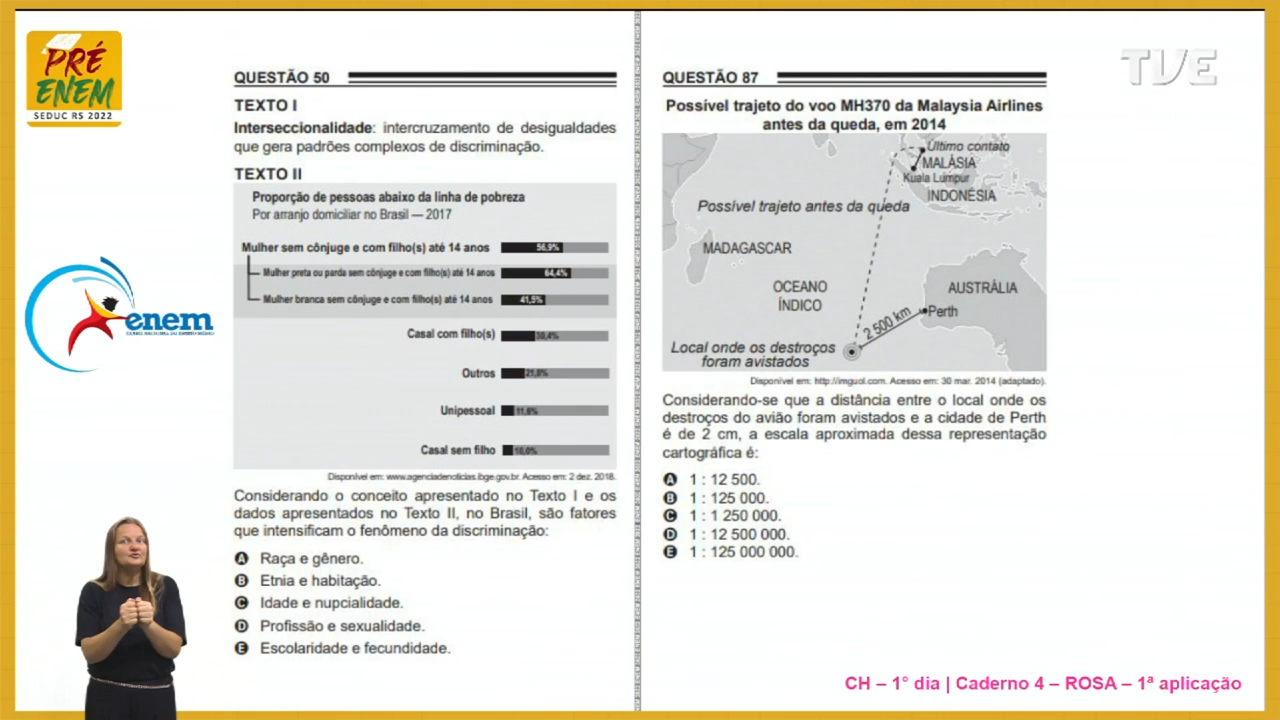 PRÉ
ENEM
SEDUC RS 2022
enem
QUESTÃO 50
TEXTO I
Interseccionalidade: intercruzamento de desigualdades
que gera padrões complexos de discriminação.
TEXTO II
Proporção de pessoas abaixo da linha de pobreza
Por arranjo domiciliar no Brasil — 2017
Mulher sem cônjuge e com filho(s) até 14 anos 56,9%
Mulher preta ou parda sem cônjuge e com filho(s) até 14 anos 64,4%
Mulher branca sem cônjuge e com filho(s) até 14 anos 41,5%
Casal com filho(s) 30,4%
Outros 21,8%
Unipessoal 11,6%
Casal sem filho 10,0%
Disponível em: www.agenciadenoticias.ibge.gov.br. Acesso em: 2 dez. 2018.
Considerando o conceito apresentado no Texto I e os
dados apresentados no Texto II, no Brasil, são fatores
que intensificam o fenômeno da discriminação:
A Raça e gênero.
B Etnia e habitação.
C Idade e nupcialidade.
D Profissão e sexualidade.
E Escolaridade e fecundidade.
QUESTÃO 87
Possível trajeto do voo MH370 da Malaysia Airlines
antes da queda, em 2014
Último contato
MALÁSIA
Kuala Lumpur
INDONÉSIA
Possível trajeto antes da queda
MADAGASCAR
OCEANO
ÍNDICO
AUSTRÁLIA
Perth
2 500 km
Local onde os destroços
foram avistados
Disponível em: http://imguol.com. Acesso em: 30 mar. 2014 (adaptado).
Considerando-se que a distância entre o local onde os
destroços do avião foram avistados e a cidade de Perth
é de 2 cm, a escala aproximada dessa representação
cartográfica é:
A 1 : 12 500.
B 1 : 125 000.
C 1 : 1 250 000.
D 1 : 12 500 000.
E 1 : 125 000 000.
TVE
CH – 1° dia | Caderno 4 – ROSA – 1ª aplicação